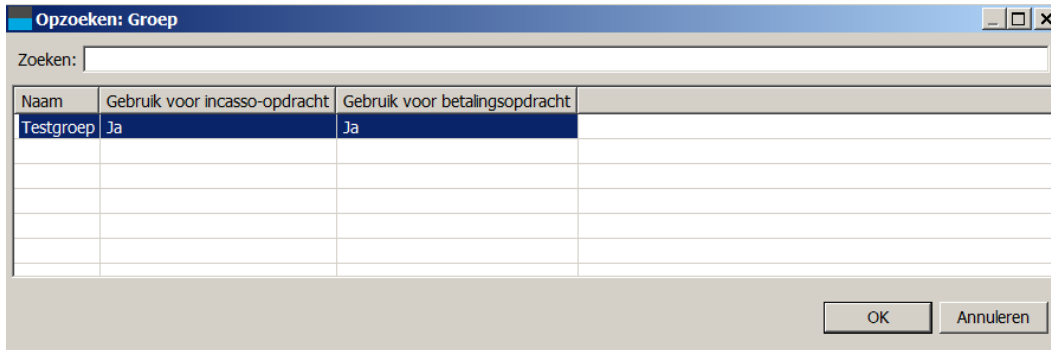 Opzoeken: Groep
Zoeken:
Naam Gebruik voor incasso-opdracht Gebruik voor betalingsopdracht
Testgroep Ja Ja
OK Annuleren